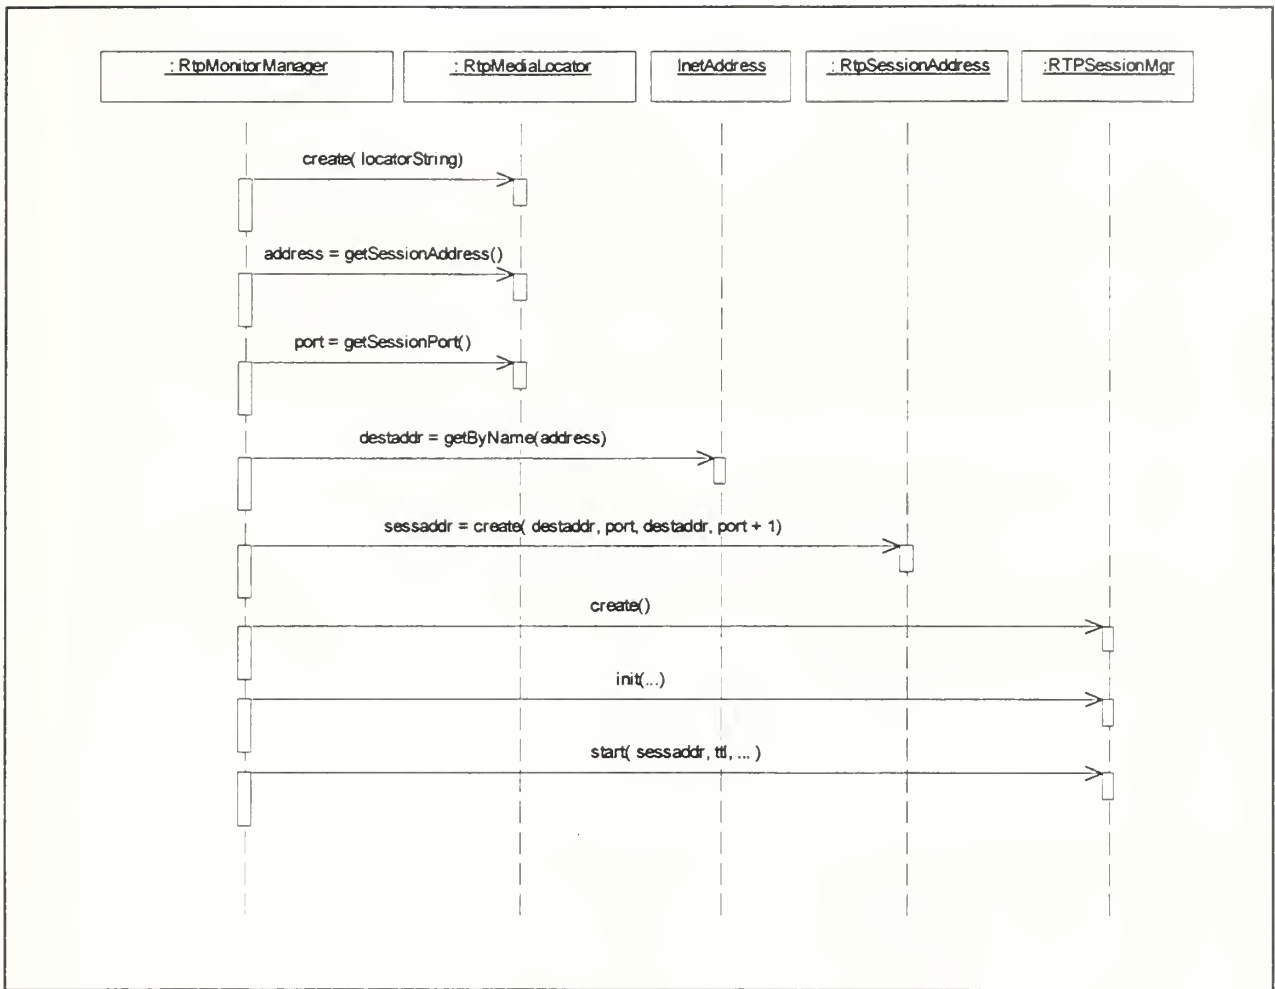 : RtpMonitorManager
: RtpMediaLocator
InetAddress
: RtpSessionAddress
:RTPSessionMgr
create( locatorString)
address = getSessionAddress()
port = getSessionPort()
destaddr = getByName(address)
sessaddr = create( destaddr, port, destaddr, port + 1)
create()
init(...)
start( sessaddr, ttl, ... )